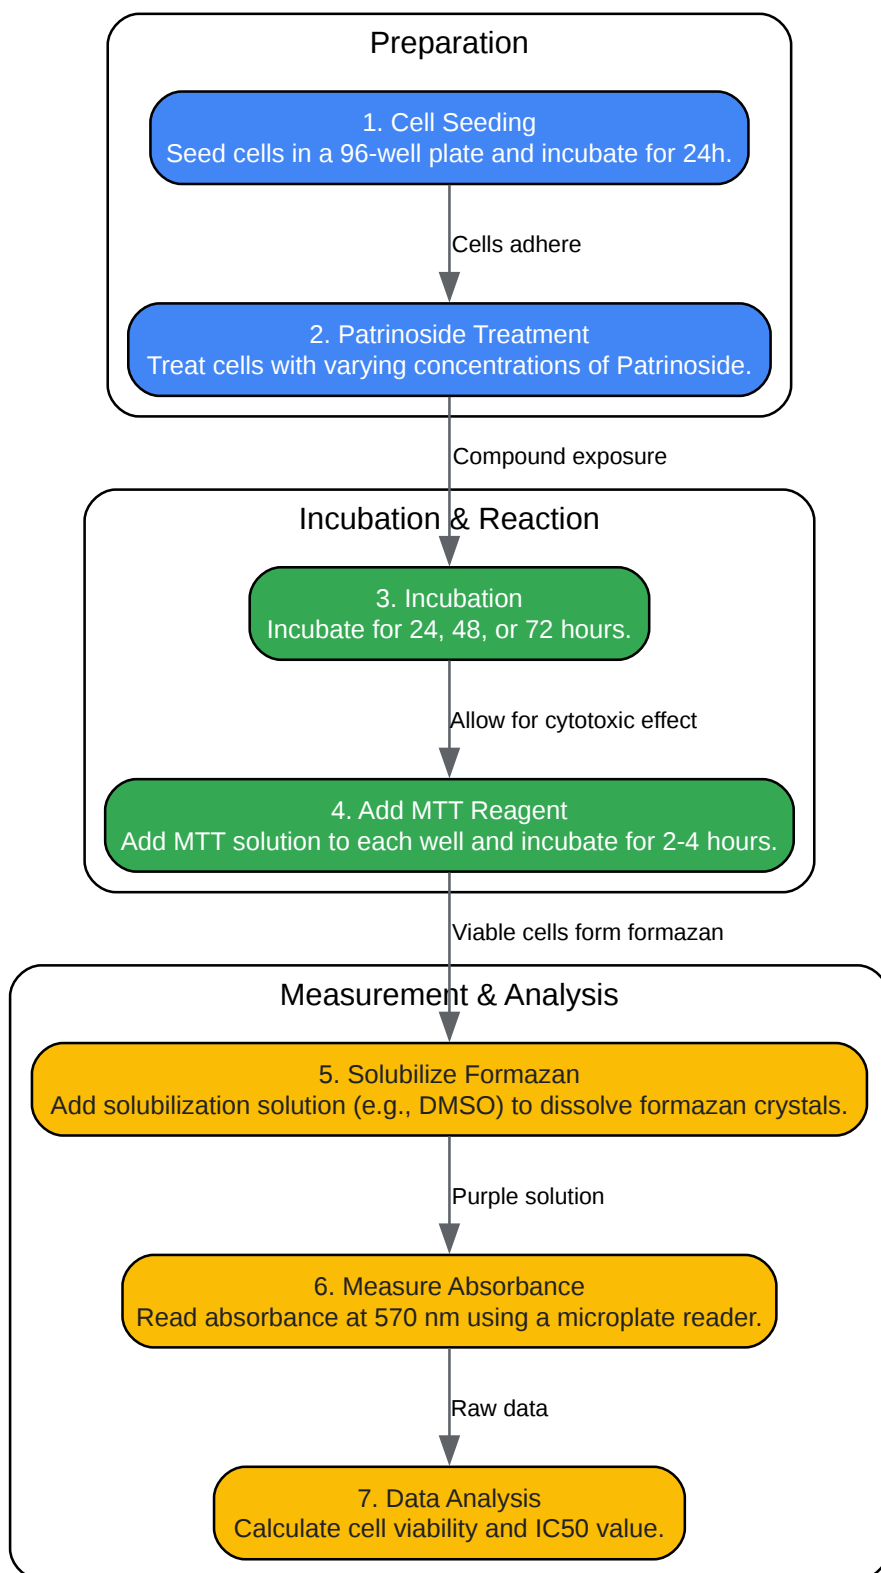 Preparation
1. Cell Seeding
Seed cells in a 96-well plate and incubate for 24h.
Cells adhere
2. Patrinoside Treatment
Treat cells with varying concentrations of Patrinoside.
Compound exposure
Incubation & Reaction
3. Incubation
Incubate for 24, 48, or 72 hours.
Allow for cytotoxic effect
4. Add MTT Reagent
Add MTT solution to each well and incubate for 2-4 hours.
Viable cells form formazan
Measurement & Analysis
5. Solubilize Formazan
Add solubilization solution (e.g., DMSO) to dissolve formazan crystals.
Purple solution
6. Measure Absorbance
Read absorbance at 570 nm using a microplate reader.
Raw data
7. Data Analysis
Calculate cell viability and IC50 value.